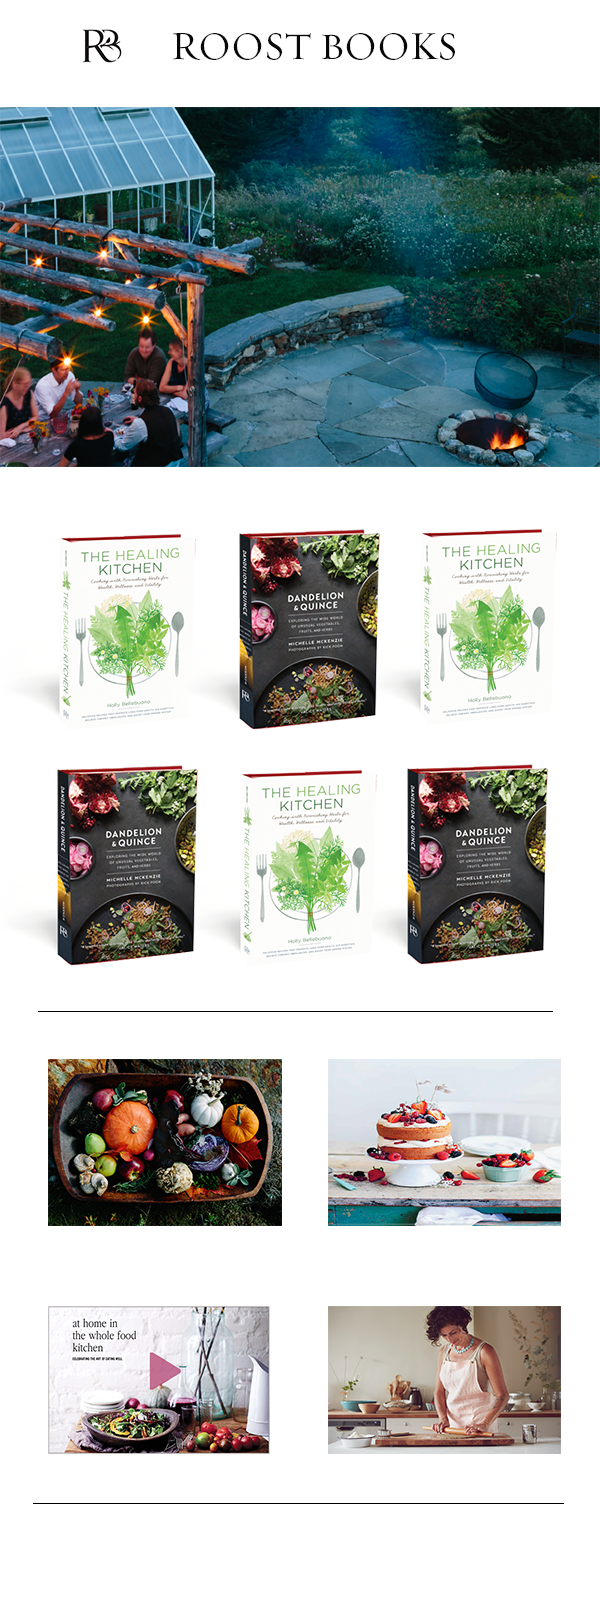 RB ROOST BOOKS
THE HEALING
KITCHEN
Cooking with Nourishing Herbs for
Health, Wellness and Vitality
THE HEALING KITCHEN
Holly Bellebuono
DANDELION & QUINCE
DANDELION
& QUINCE
EXPLORING THE WIDE WORLD
OF UNUSUAL VEGETABLES,
FRUITS, AND HERBS
MICHELLE MCKENZIE
PHOTOGRAPHS BY RICK POON
RB
THE HEALING
KITCHEN
Cooking with Nourishing Herbs for
Health, Wellness and Vitality
THE HEALING KITCHEN
Holly Bellebuono
DANDELION & QUINCE
DANDELION
& QUINCE
EXPLORING THE WIDE WORLD
OF UNUSUAL VEGETABLES,
FRUITS, AND HERBS
MICHELLE MCKENZIE
PHOTOGRAPHS BY RICK POON
RB
THE HEALING
KITCHEN
Cooking with Nourishing Herbs for
Health, Wellness and Vitality
THE HEALING KITCHEN
Holly Bellebuono
DANDELION & QUINCE
DANDELION
& QUINCE
EXPLORING THE WIDE WORLD
OF UNUSUAL VEGETABLES,
FRUITS, AND HERBS
MICHELLE MCKENZIE
PHOTOGRAPHS BY RICK POON
RB
at home in
the whole food
kitchen
CELEBRATING THE ART OF EATING WELL